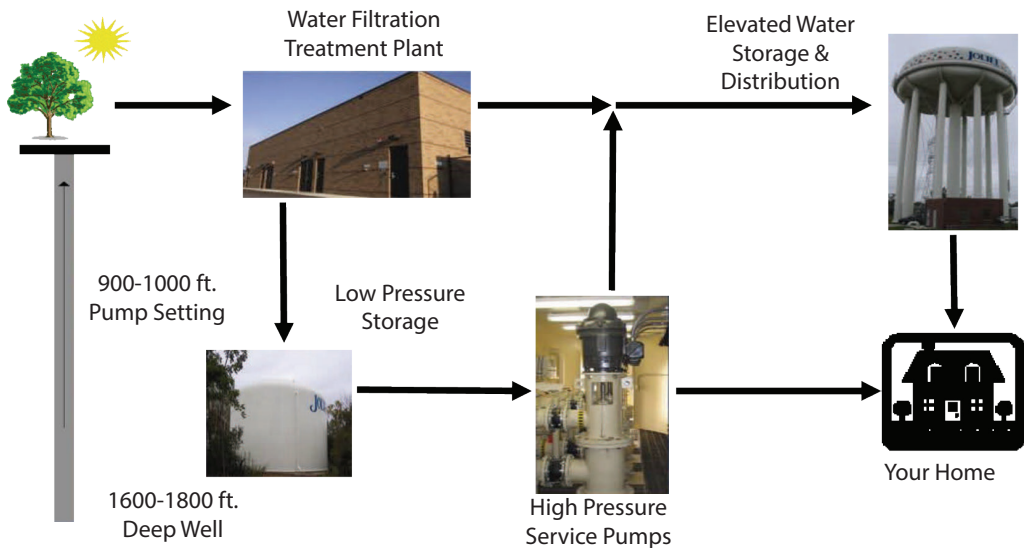 Water Filtration
Treatment Plant
Elevated Water
Storage &
Distribution
JOLIET
900-1000 ft.
Pump Setting
Low Pressure
Storage
1600-1800 ft.
Deep Well
High Pressure
Service Pumps
Your Home